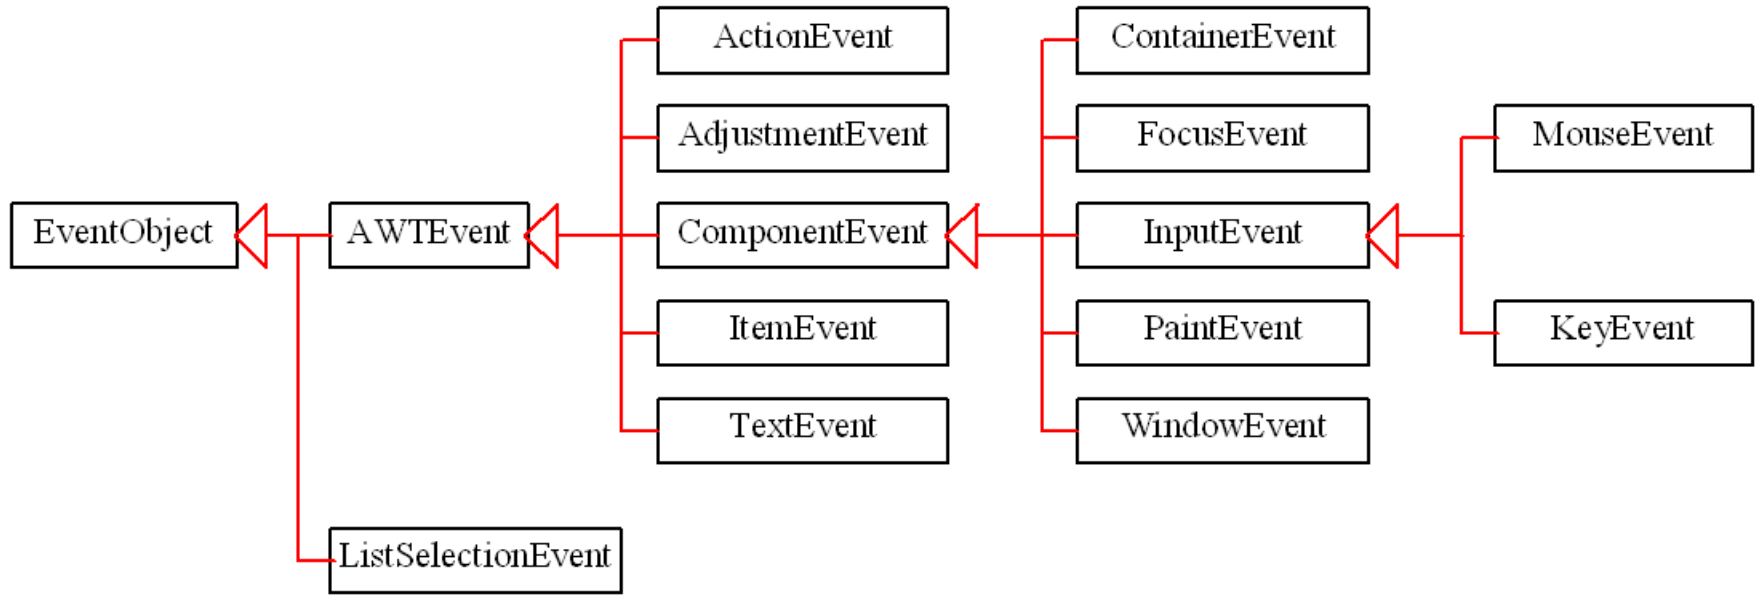 EventObject
AWTEvent
ListSelectionEvent
ActionEvent
AdjustmentEvent
ComponentEvent
ItemEvent
TextEvent
ContainerEvent
FocusEvent
InputEvent
PaintEvent
WindowEvent
MouseEvent
KeyEvent